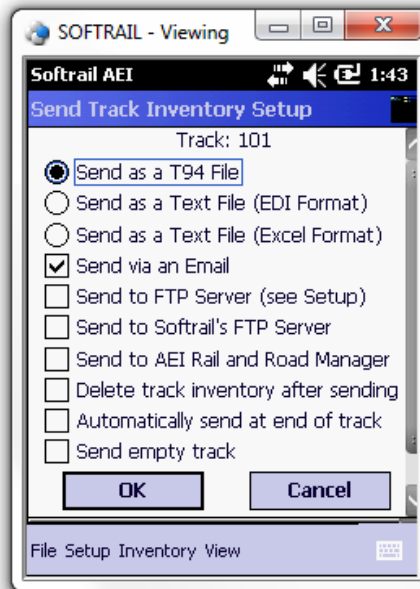 SOFTRAIL - Viewing
Softrail AEI 1:43
Send Track Inventory Setup
Track: 101
Send as a T94 File
Send as a Text File (EDI Format)
Send as a Text File (Excel Format)
Send via an Email
Send to FTP Server (see Setup)
Send to Softrail's FTP Server
Send to AEI Rail and Road Manager
Delete track inventory after sending
Automatically send at end of track
Send empty track
OK Cancel
File Setup Inventory View